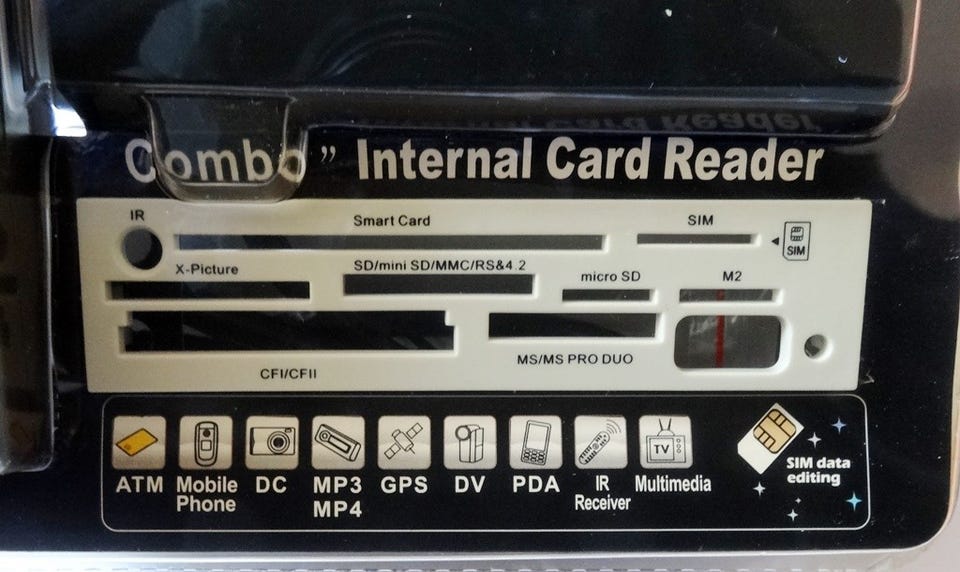 Combo” Internal Card Reader
IR
Smart Card
SIM
SIM
X-Picture
SD/mini SD/MMC/RS&4.2
micro SD
M2
CFI/CFII
MS/MS PRO DUO
TV
ATM
Mobile
Phone
DC
MP3
MP4
GPS
DV
PDA
IR
Receiver
Multimedia
SIM data
editing